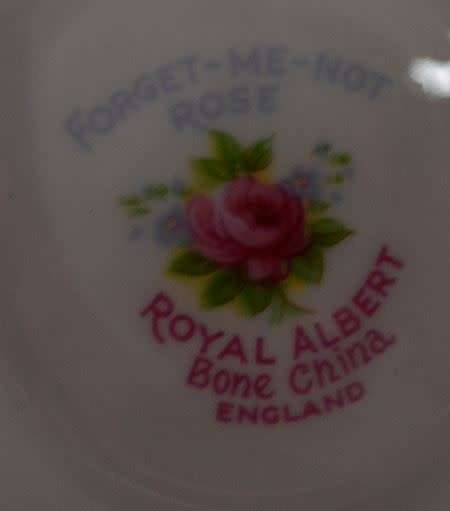 FORGET-ME-NOT
ROSE
ROYAL ALBERT
Bone China
ENGLAND